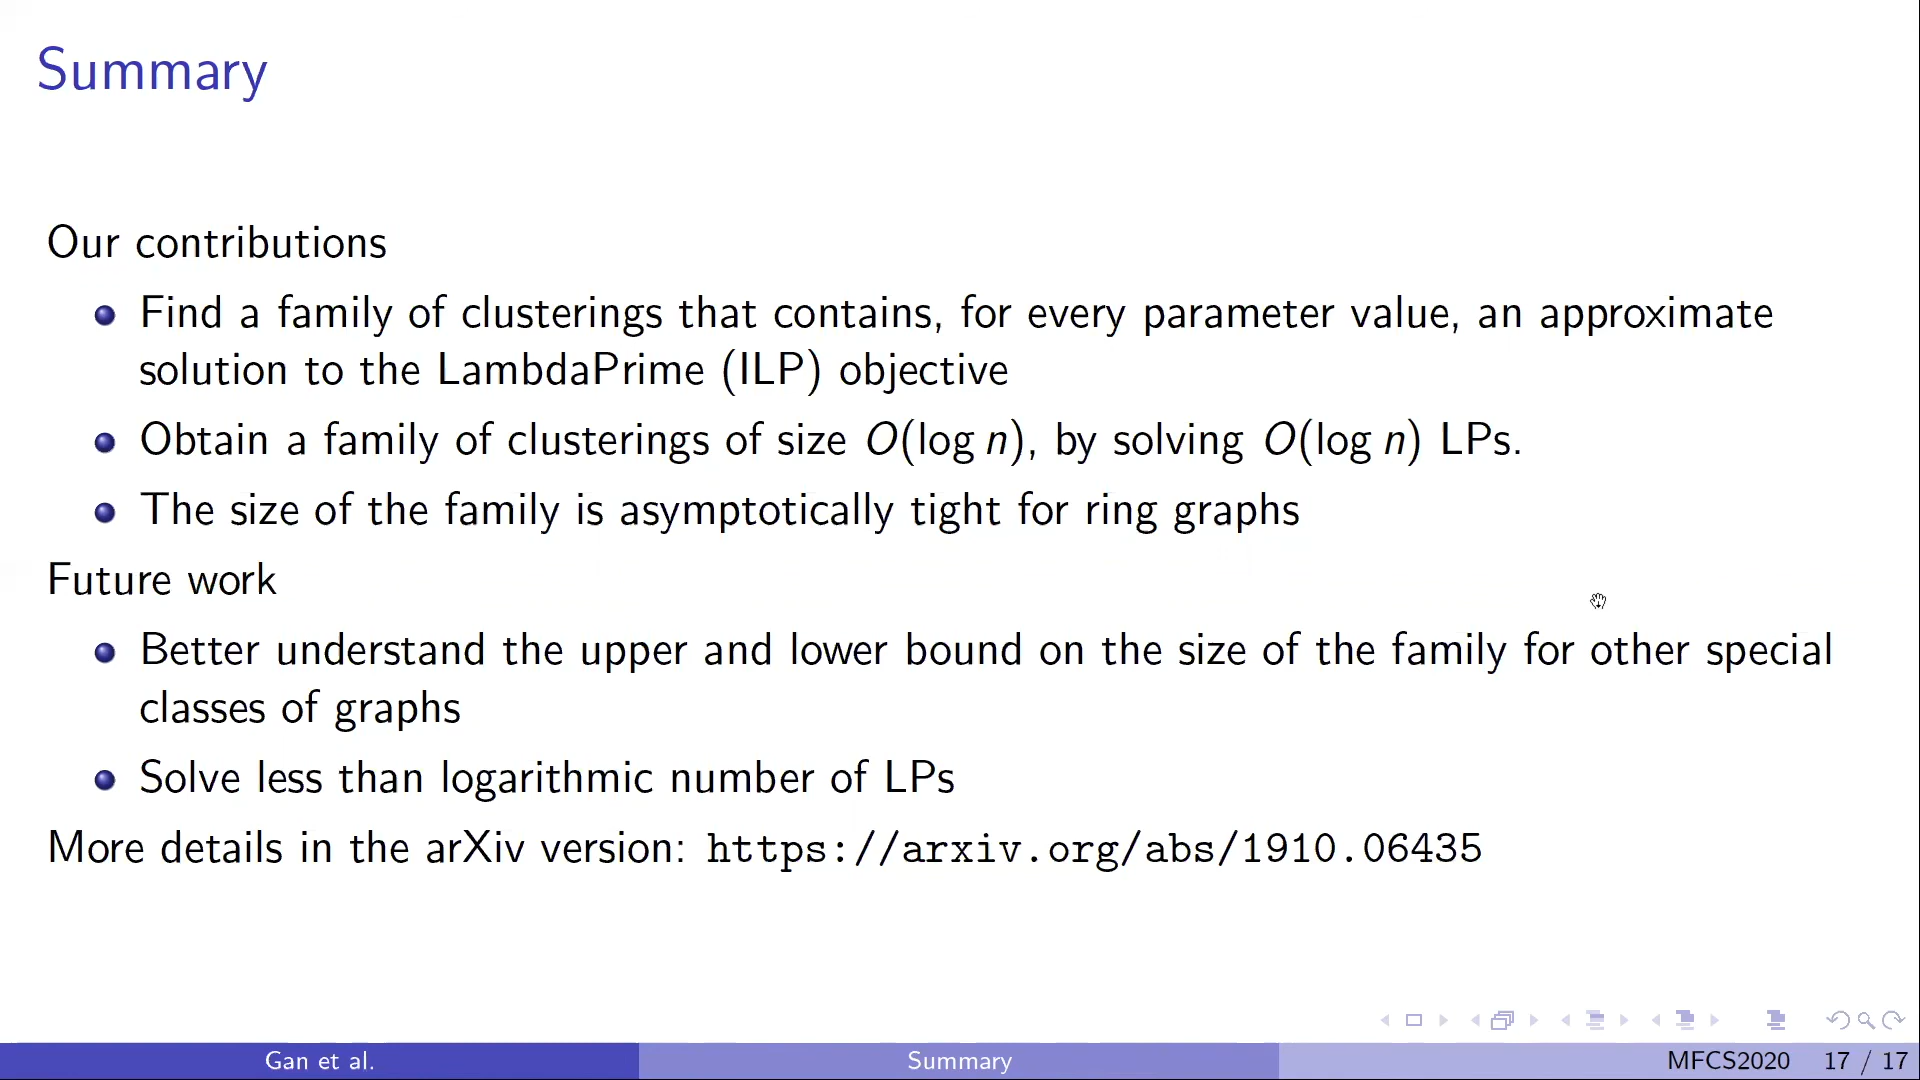 Summary
Our contributions
Find a family of clusterings that contains, for every parameter value, an approximate
solution to the LambdaPrime (ILP) objective
Obtain a family of clusterings of size O(log n), by solving O(log n) LPs.
The size of the family is asymptotically tight for ring graphs
Future work
Better understand the upper and lower bound on the size of the family for other special
classes of graphs
Solve less than logarithmic number of LPs
More details in the arXiv version: https://arxiv.org/abs/1910.06435
Gan et al.
Summary
MFCS2020 17 / 17